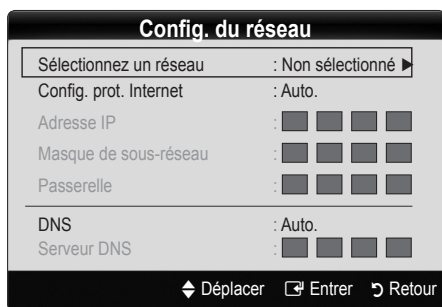 Config. du réseau
Sélectionnez un réseau : Non sélectionné ►
Config. prot. Internet : Auto.
Adresse IP :
Masque de sous-réseau :
Passerelle :
DNS : Auto.
Serveur DNS :
Déplacer Entrer Retour